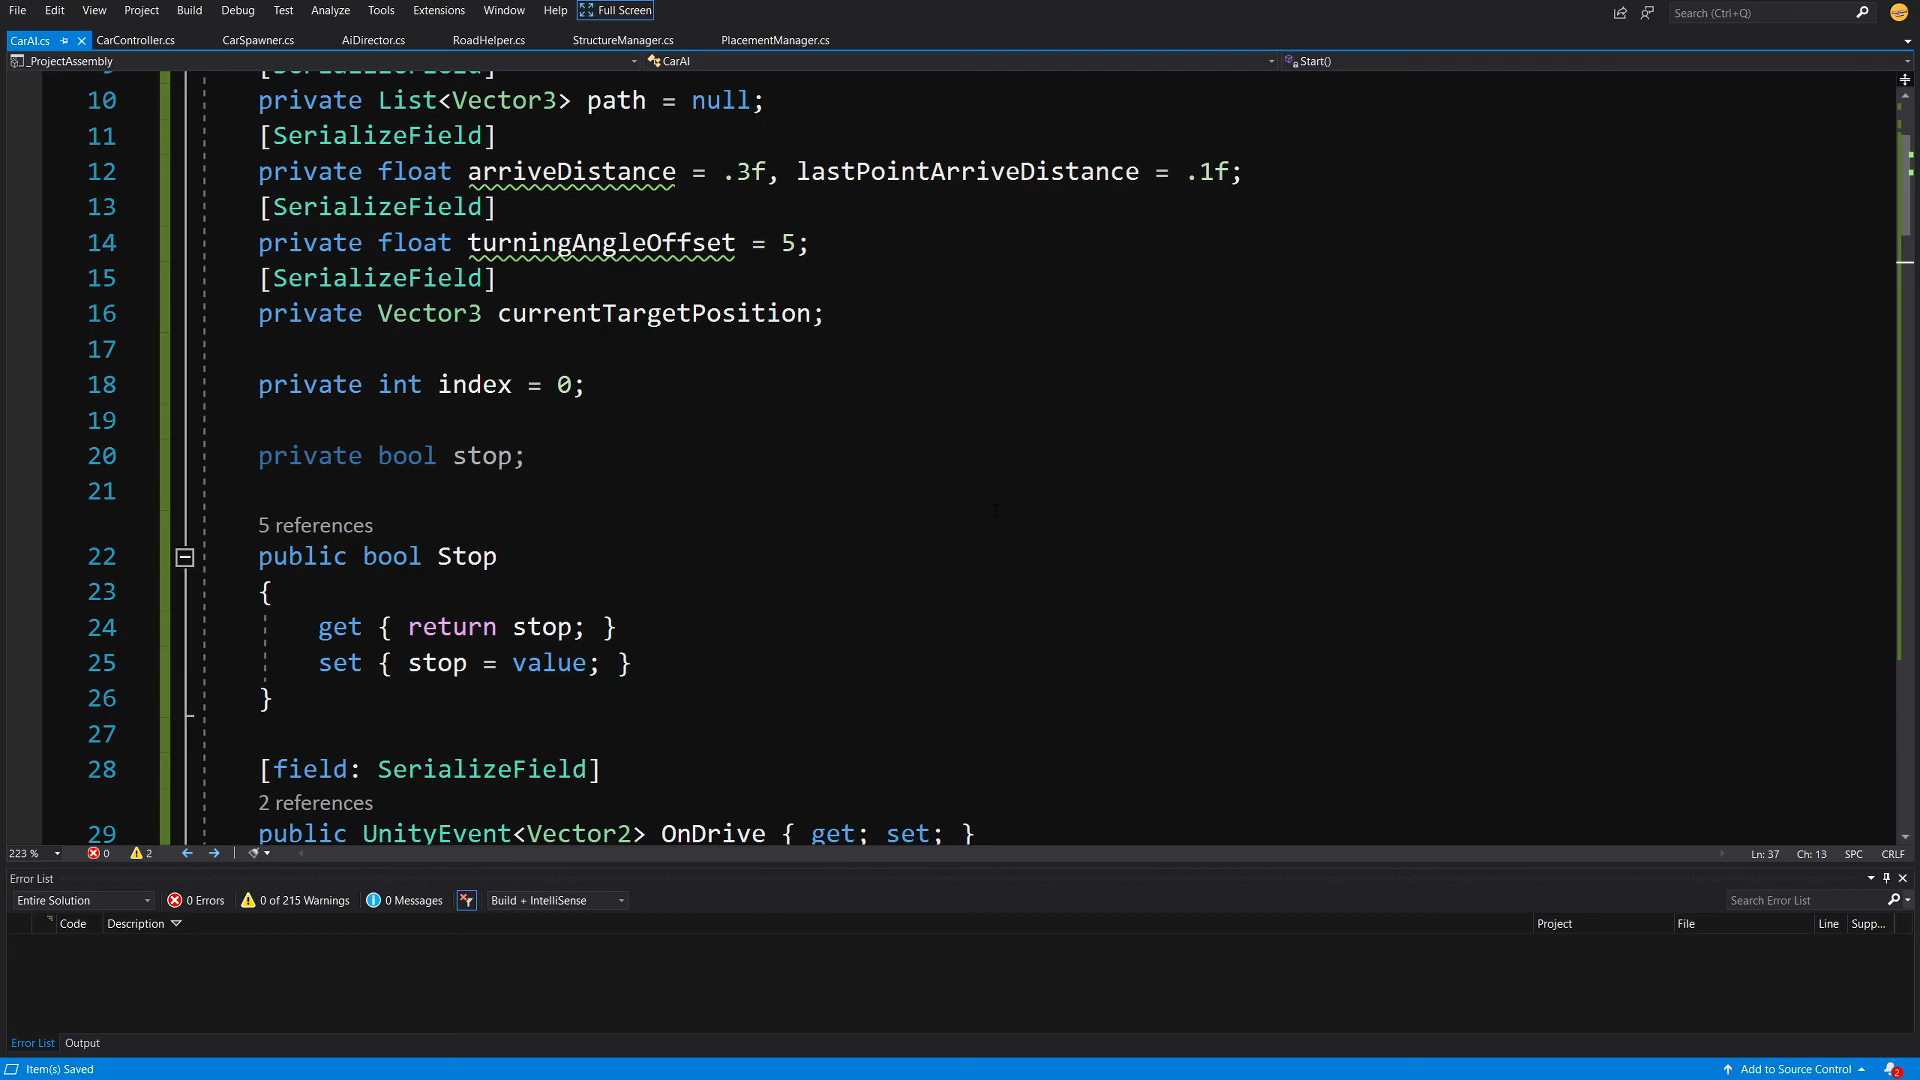 File Edit View Project Build Debug Test Analyze Tools Extensions Window Help Full Screen Search (Ctrl+Q)
CarAI.cs CarController.cs CarSpawner.cs AiDirector.cs RoadHelper.cs StructureManager.cs PlacementManager.cs
_ProjectAssembly CarAI Start()
10 private List<Vector3> path = null;
11 [SerializeField]
12 private float arriveDistance = .3f, lastPointArriveDistance = .1f;
13 [SerializeField]
14 private float turningAngleOffset = 5;
15 [SerializeField]
16 private Vector3 currentTargetPosition;
17
18 private int index = 0;
19
20 private bool stop;
21
5 references
22 public bool Stop
23 {
24 get { return stop; }
25 set { stop = value; }
26 }
27
28 [field: SerializeField]
2 references
29 public UnityEvent<Vector2> OnDrive { get; set; }
223 % 0 2 Ln: 37 Ch: 13 SPC CRLF
Error List
Entire Solution 0 Errors 0 of 215 Warnings 0 Messages Build + IntelliSense Search Error List
Code Description Project File Line Supp...
Error List Output
Item(s) Saved Add to Source Control 2